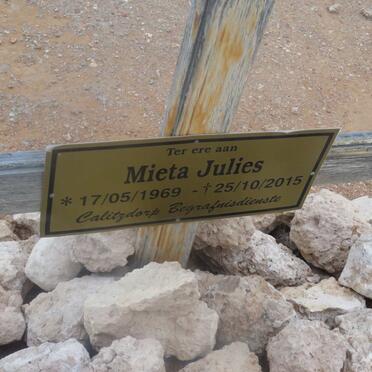 Ter ere aan
Mieta Julies
* 17/05/1969 - † 25/10/2015
Calitzdorp Begrafnisdienste